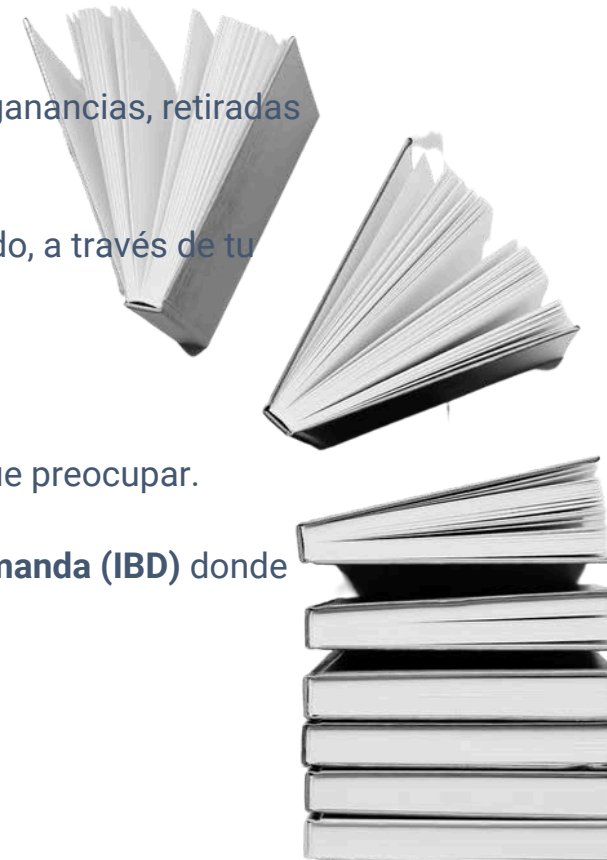 ganancias, retiradas
do, a través de tu
ue preocupar.
manda (IBD) donde